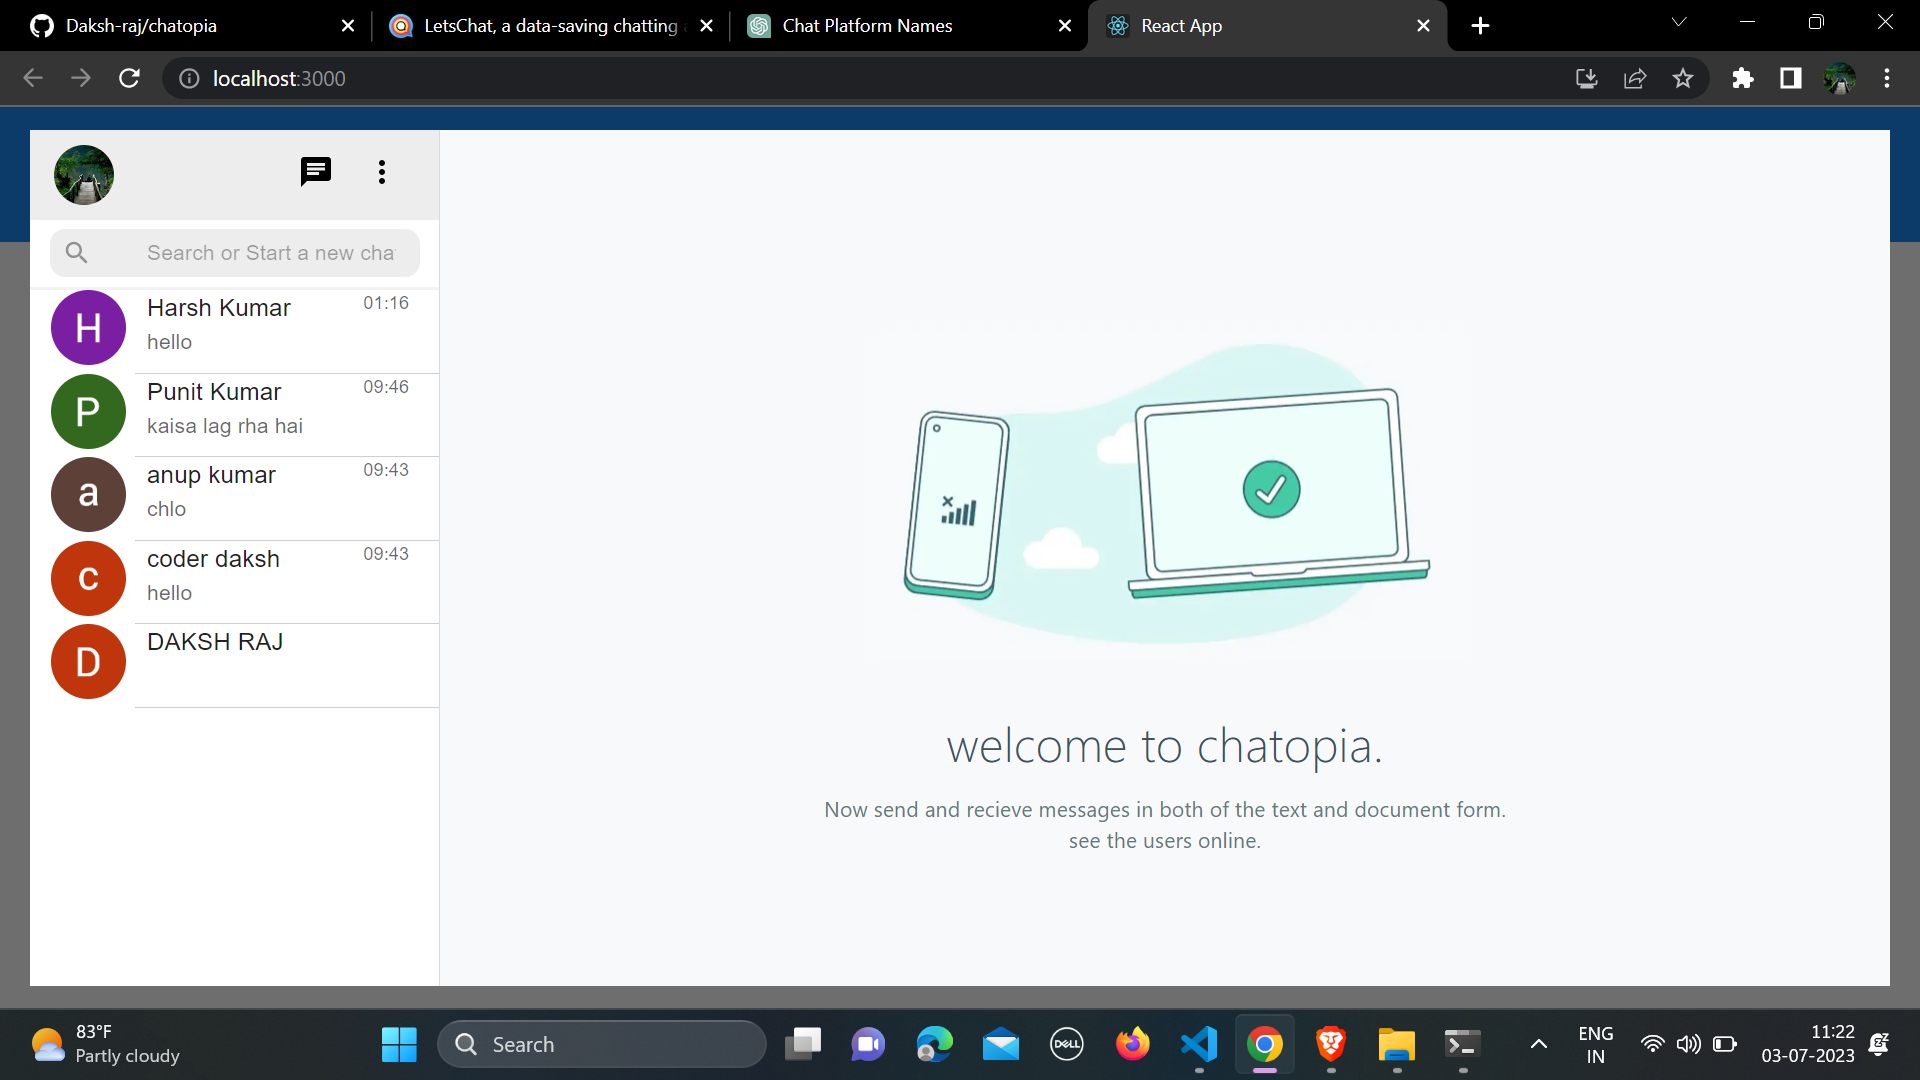 Daksh-raj/chatopia
LetsChat, a data-saving chatting
Chat Platform Names
React App
localhost:3000
Search or Start a new cha
H
Harsh Kumar
01:16
hello
P
Punit Kumar
09:46
kaisa lag rha hai
a
anup kumar
09:43
chlo
c
coder daksh
09:43
hello
D
DAKSH RAJ
welcome to chatopia.
Now send and recieve messages in both of the text and document form.
see the users online.
83°F
Partly cloudy
Search
DELL
ENG
IN
11:22
03-07-2023